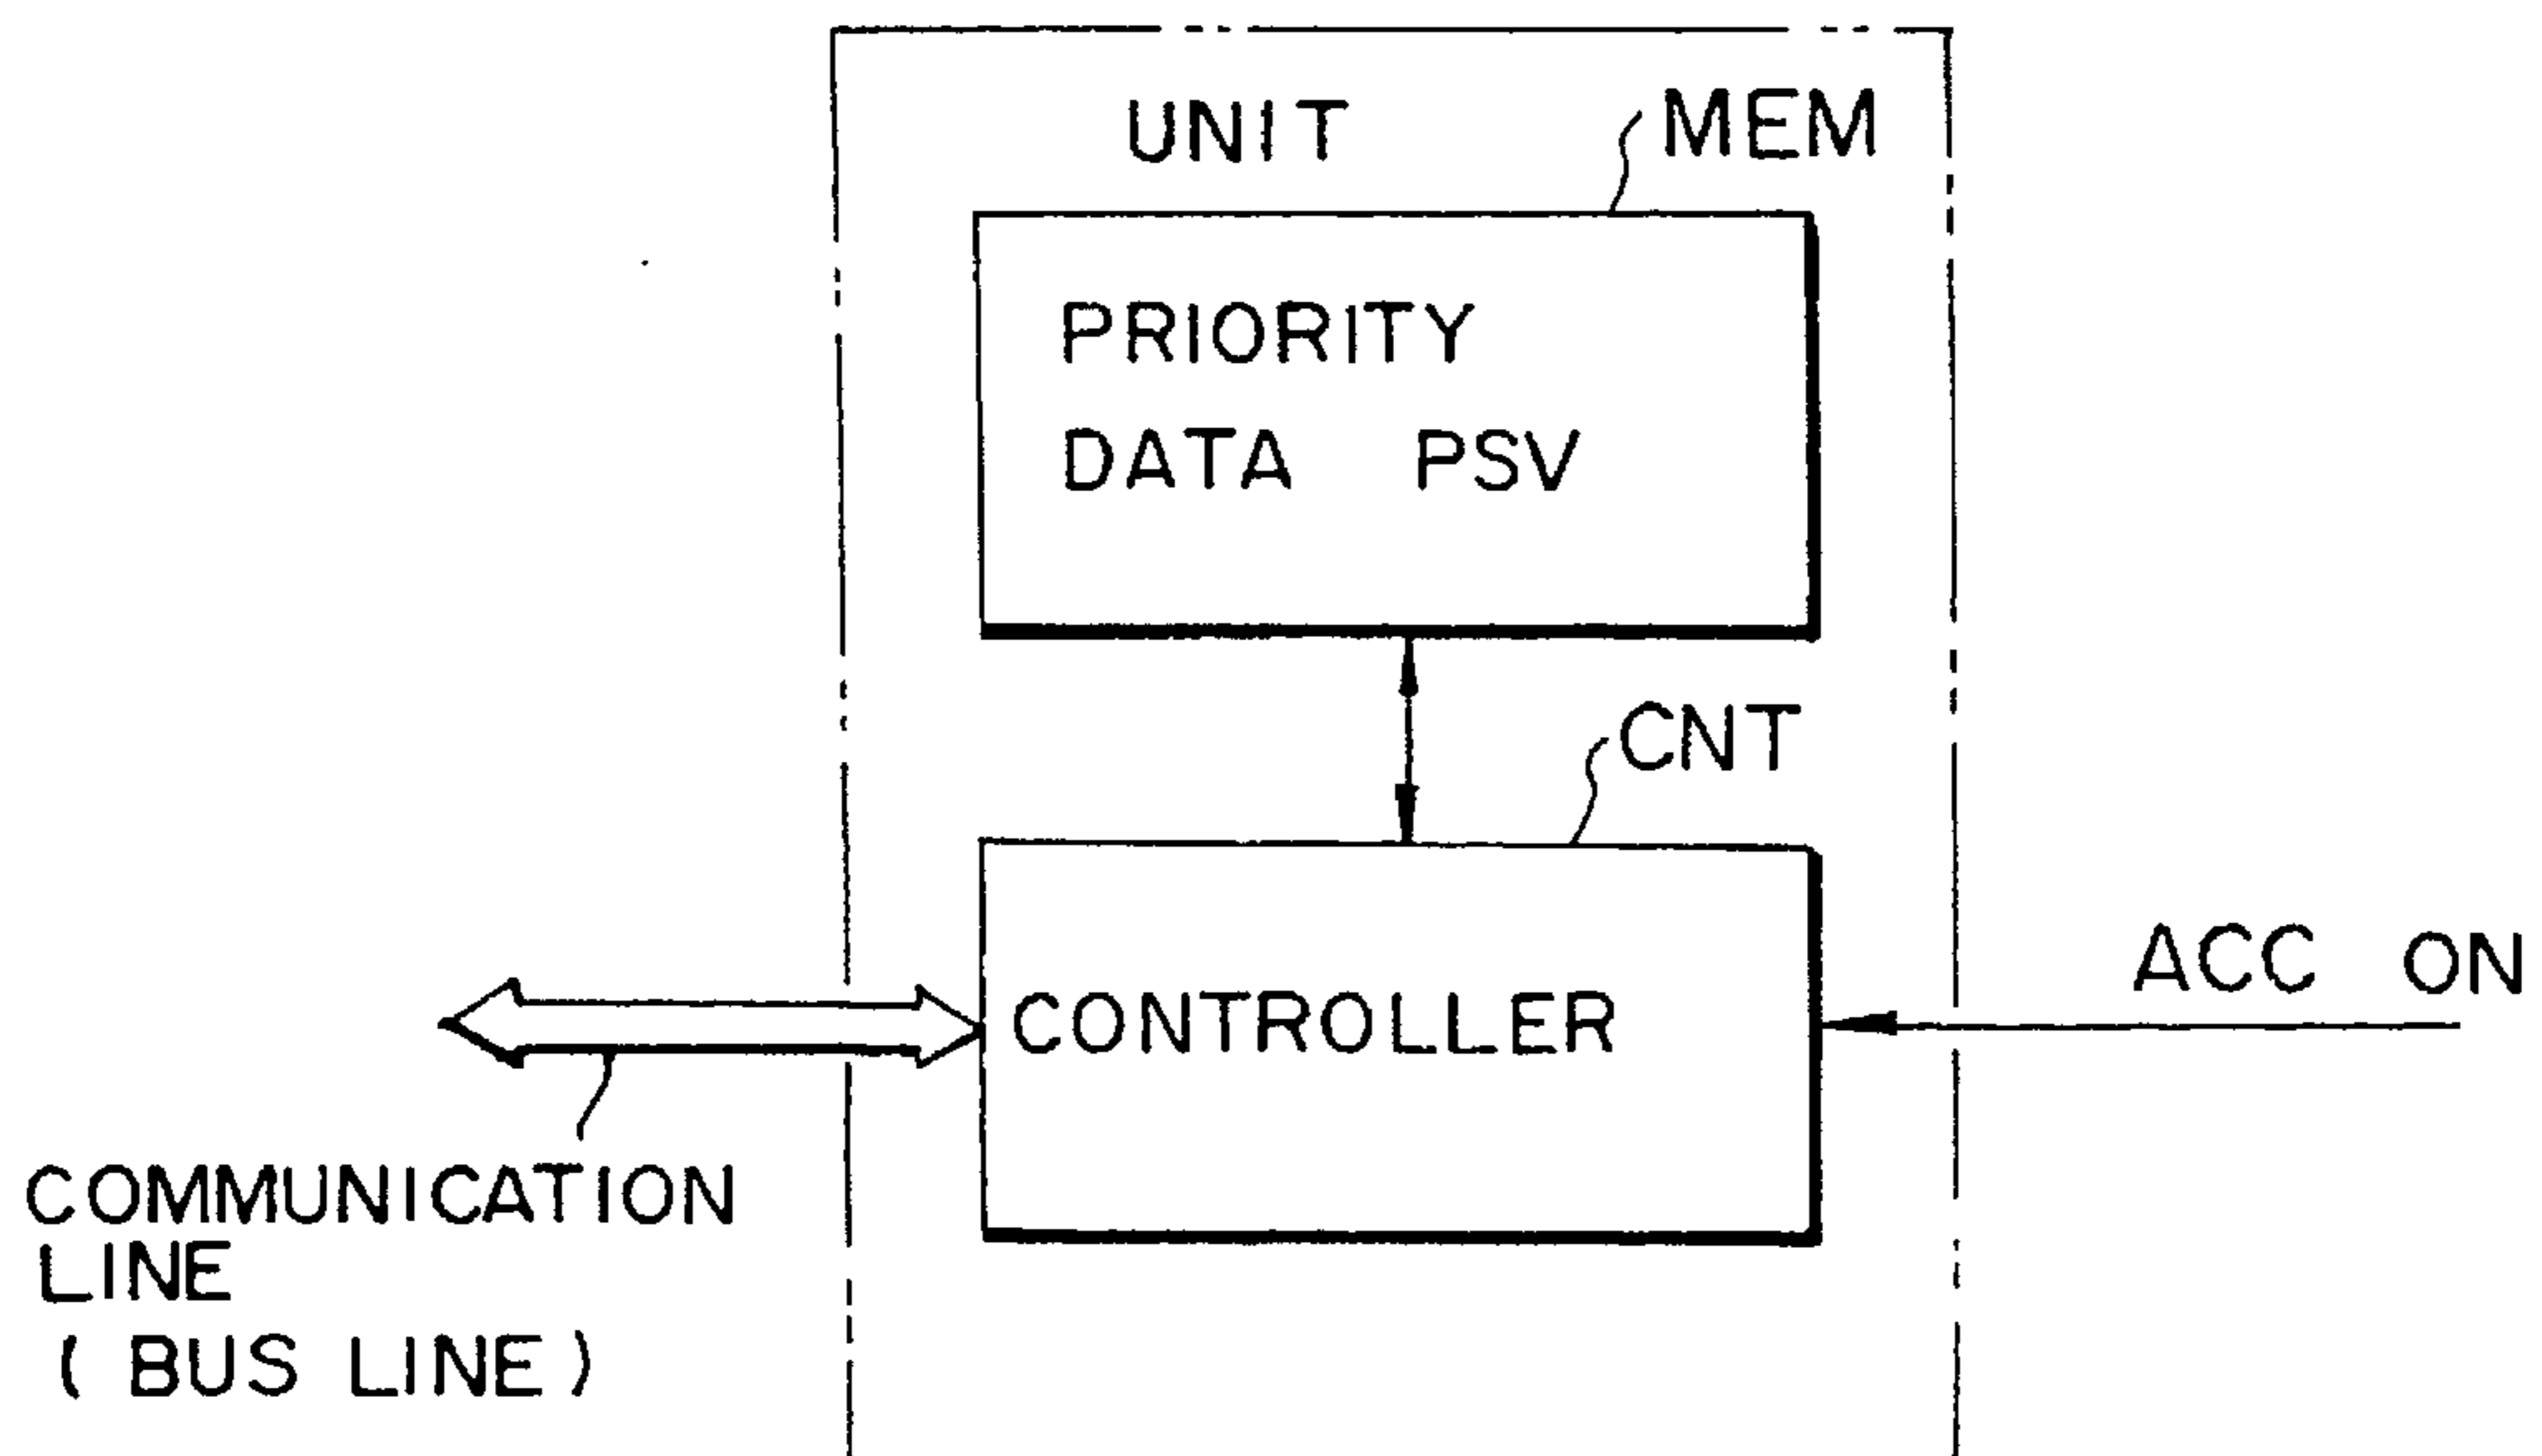 UNIT
MEM
PRIORITY
DATA PSV
CNT
CONTROLLER
ACC ON
COMMUNICATION
LINE
( BUS LINE )